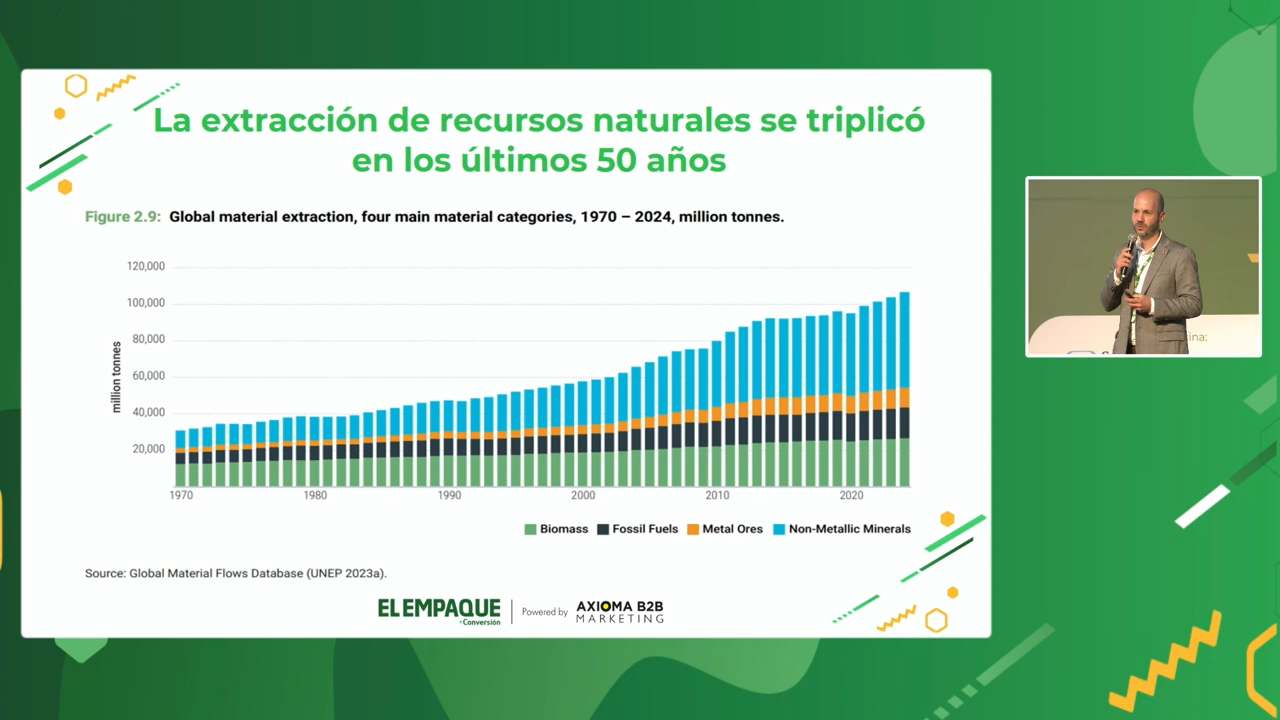 La extracción de recursos naturales se triplicó
en los últimos 50 años
Figure 2.9: Global material extraction, four main material categories, 1970 – 2024, million tonnes.
million tonnes
120,000
100,000
80,000
60,000
40,000
20,000
1970 1980 1990 2000 2010 2020
Biomass Fossil Fuels Metal Ores Non-Metallic Minerals
Source: Global Material Flows Database (UNEP 2023a).
EL EMPAQUE
+Conversión
Powered by
AXIOMA B2B
MARKETING